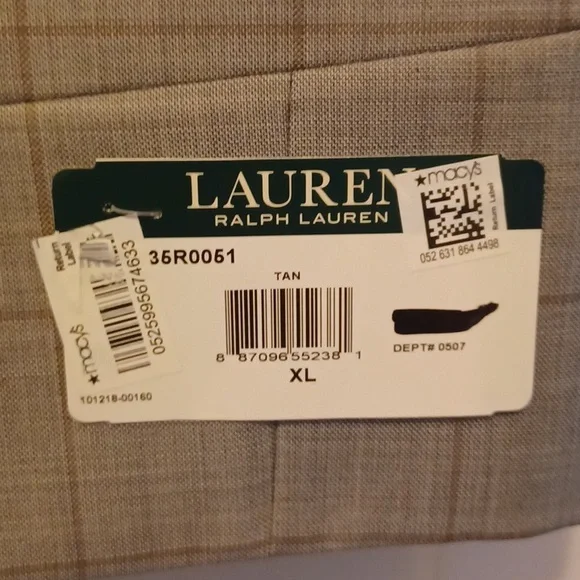 LAUREN
RALPH LAUREN
★macy's
Return Label
052 631 864 4498
Return Label
★macy's
0525995674633
35R0051
TAN
8 87096 55238 1
XL
DEPT# 0507
101218-00160